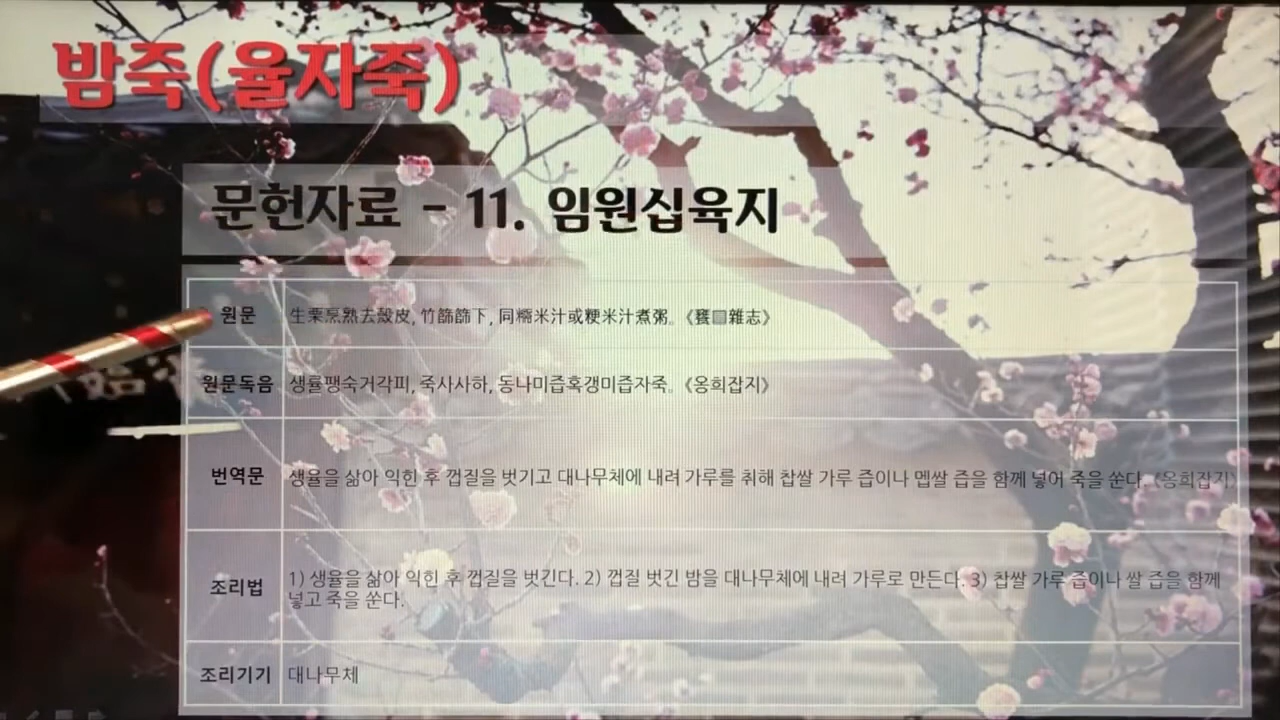 밤죽(율자죽)
문헌자료 - 11. 임원십육지
원문 生栗烹熟去殼皮, 竹篩篩下, 同糯米汁或粳米汁煮粥。《饔▨雜志》
원문독음 생률팽숙거각피, 죽사사하, 동나미즙혹갱미즙자죽. 《옹희잡지》
번역문 생율을 삶아 익힌 후 껍질을 벗기고 대나무체에 내려 가루를 취해 찹쌀 가루 즙이나 멥쌀 즙을 함께 넣어 죽을 쑨다. 《옹희잡지》
조리법 1) 생율을 삶아 익힌 후 껍질을 벗긴다. 2) 껍질 벗긴 밤을 대나무체에 내려 가루로 만든다. 3) 찹쌀 가루 즙이나 쌀 즙을 함께
넣고 죽을 쑨다.
조리기기 대나무체